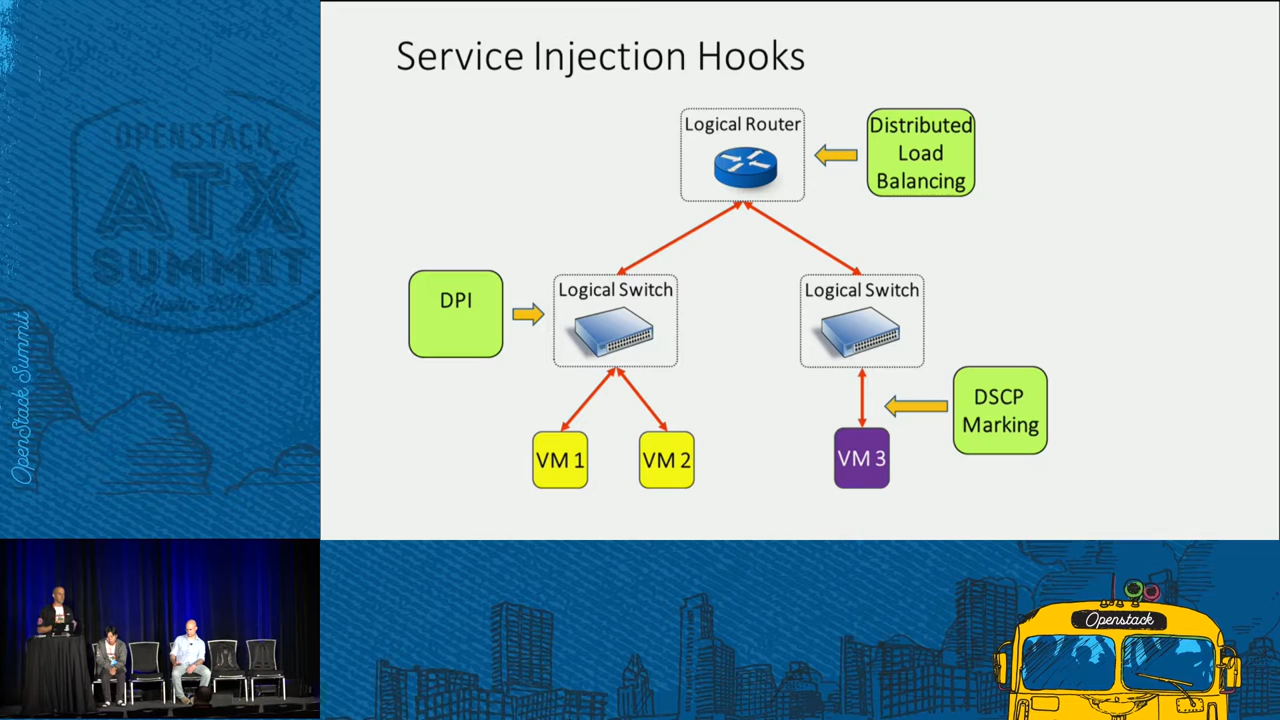 Service Injection Hooks
Logical Router
Distributed
Load
Balancing
DPI
Logical Switch
Logical Switch
DSCP
Marking
VM 1
VM 2
VM 3
OPENSTACK
ATX
SUMMIT
OpenStack Summit
Openstack